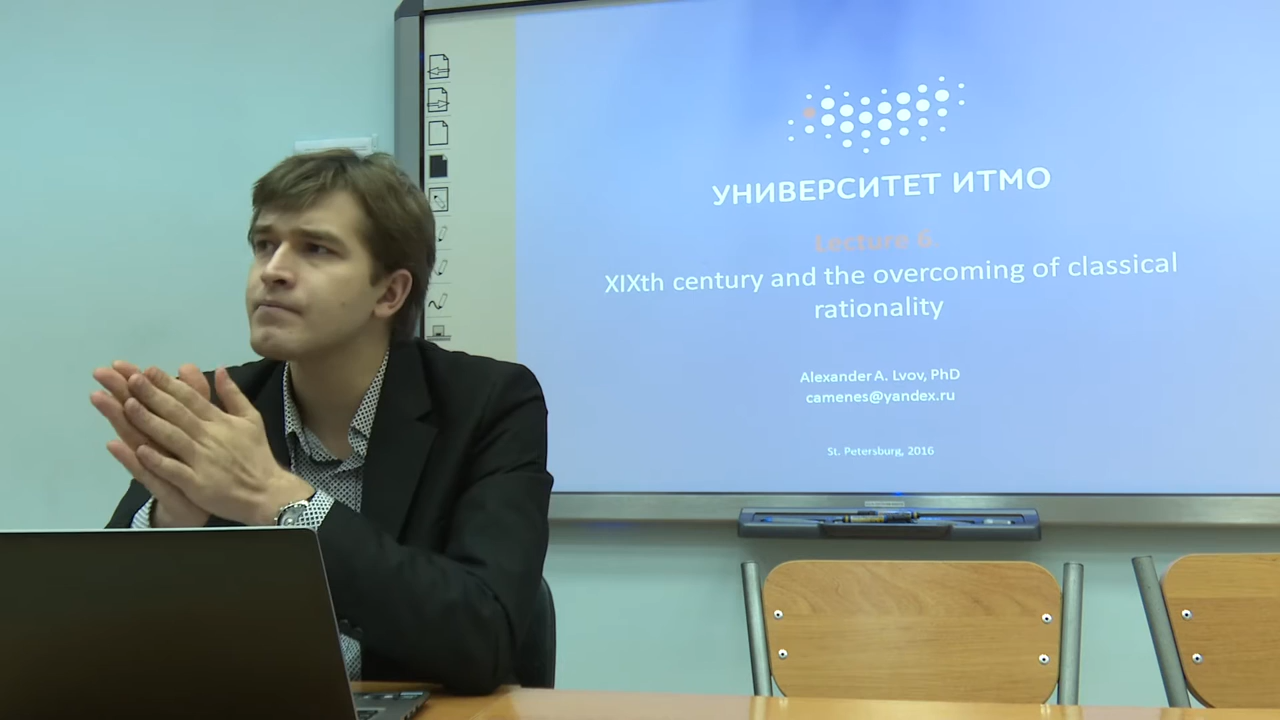 УНИВЕРСИТЕТ ИТМО
Lecture 6.
XIXth century and the overcoming of classical
rationality
Alexander A. Lvov, PhD
camenes@yandex.ru
St. Petersburg, 2016